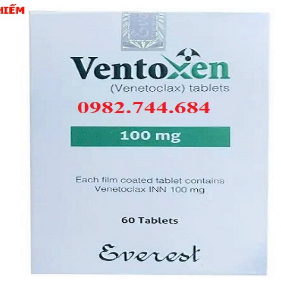 HIẾM
Ventoxen
(Venetoclax) tablets
0982.744.684
100 mg
Each film coated tablet contains
Venetoclax INN 100 mg
60 Tablets
Everest